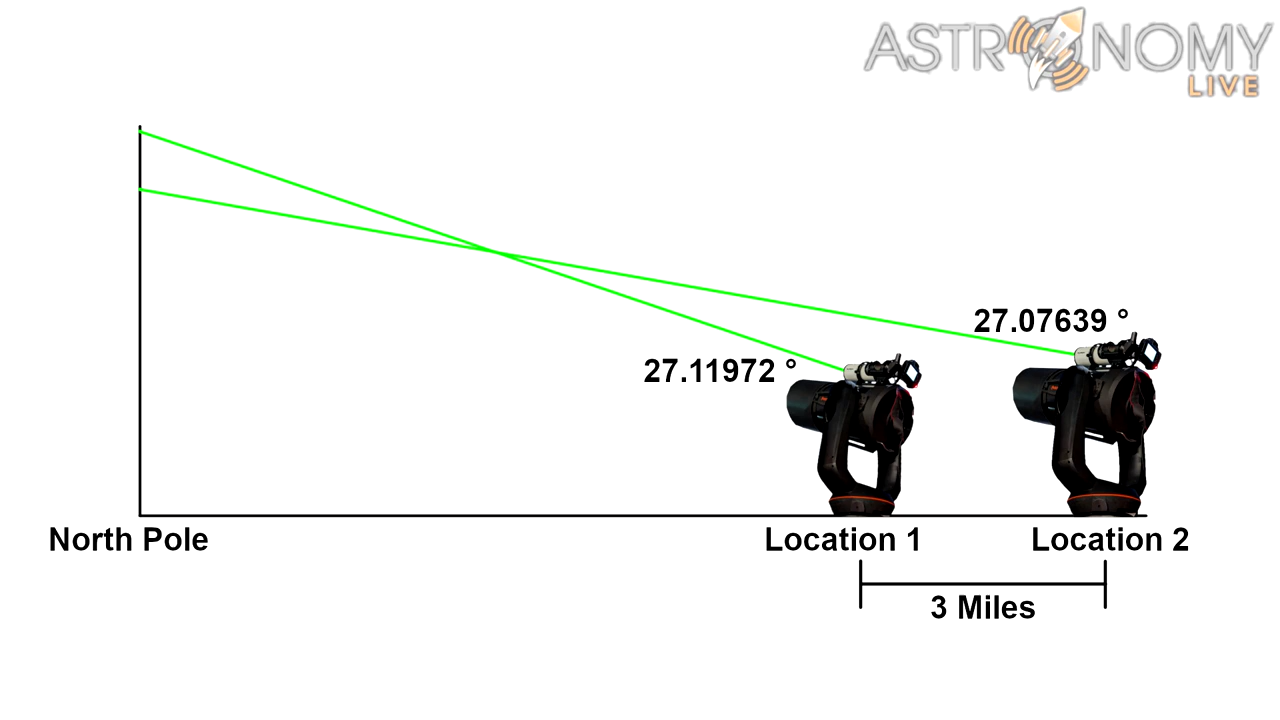 ASTRONOMY
LIVE
27.07639 °
27.11972 °
North Pole
Location 1
Location 2
3 Miles